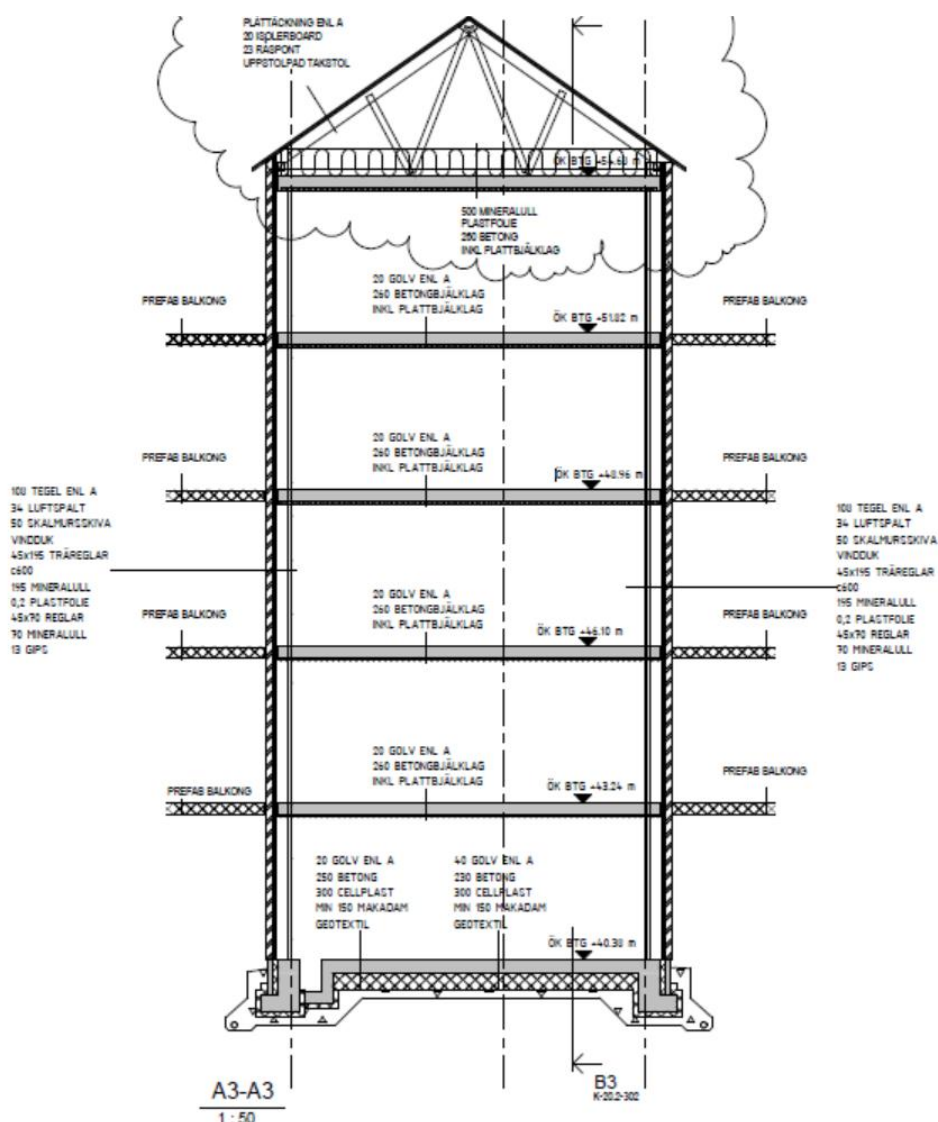 PLÅTTÄCKNING ENL A
20 ISOLERBOARD
23 RÅSPONT
UPPSTOLPAD TAKSTOL
ÖK BTG +54.68 m
500 MINERALULL
PLASTFOLIE
260 BETONG
INKL PLATTBJÄLKLAG
20 GOLV ENL A
260 BETONGBJÄLKLAG
INKL PLATTBJÄLKLAG
PREFAB BALKONG
ÖK BTG +51.82 m
PREFAB BALKONG
20 GOLV ENL A
260 BETONGBJÄLKLAG
INKL PLATTBJÄLKLAG
PREFAB BALKONG
ÖK BTG +48.96 m
PREFAB BALKONG
100 TEGEL ENL A
34 LUFTSPALT
50 SKALMURSSKIVA
VINDDUK
45x195 TRÄREGLAR
c600
195 MINERALULL
0,2 PLASTFOLIE
45x70 REGLAR
70 MINERALULL
13 GIPS
100 TEGEL ENL A
34 LUFTSPALT
50 SKALMURSSKIVA
VINDDUK
45x195 TRÄREGLAR
c600
195 MINERALULL
0,2 PLASTFOLIE
45x70 REGLAR
70 MINERALULL
13 GIPS
20 GOLV ENL A
260 BETONGBJÄLKLAG
INKL PLATTBJÄLKLAG
PREFAB BALKONG
ÖK BTG +46.10 m
PREFAB BALKONG
20 GOLV ENL A
260 BETONGBJÄLKLAG
INKL PLATTBJÄLKLAG
PREFAB BALKONG
ÖK BTG +43.24 m
PREFAB BALKONG
20 GOLV ENL A
250 BETONG
300 CELLPLAST
MIN 150 MAKADAM
GEOTEXTIL
40 GOLV ENL A
230 BETONG
300 CELLPLAST
MIN 150 MAKADAM
GEOTEXTIL
ÖK BTG +40.38 m
A3-A3
1 : 50
B3
K-20.2-302